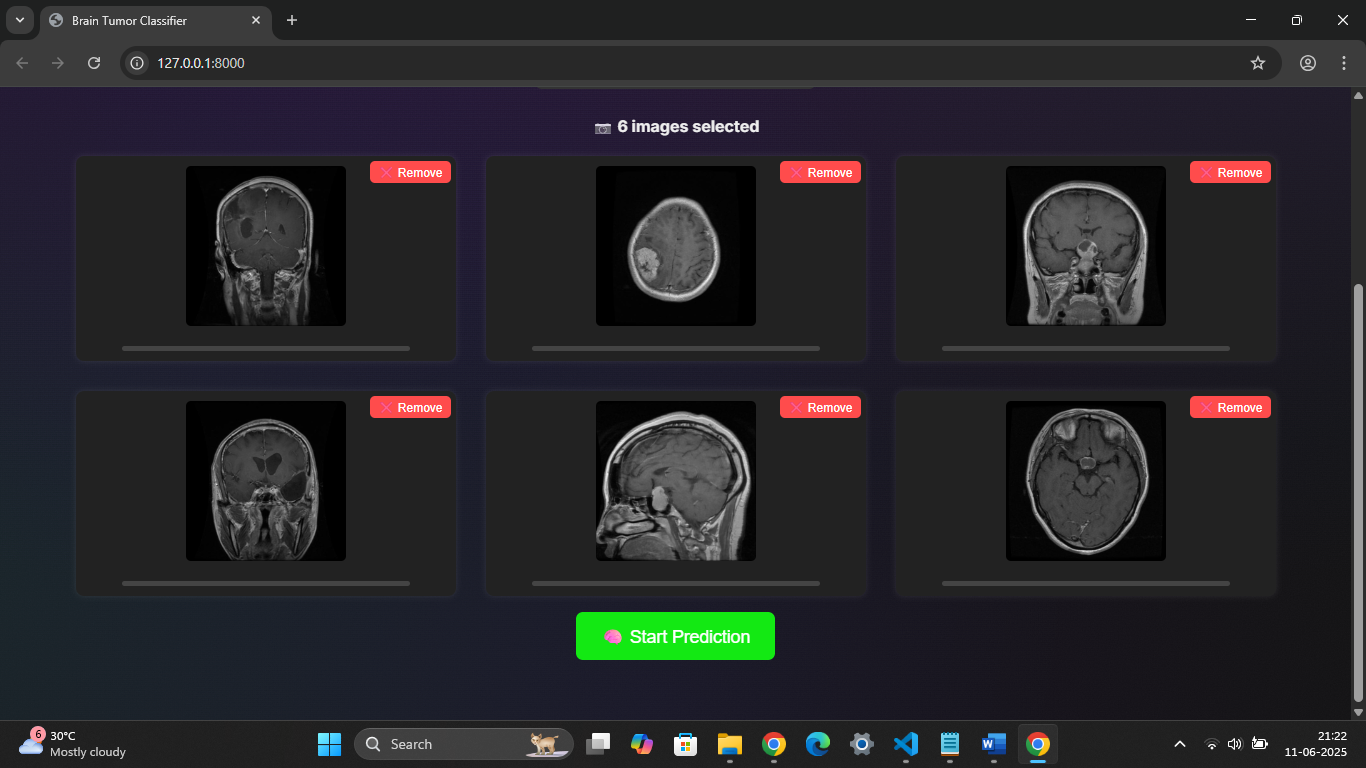 Brain Tumor Classifier
127.0.0.1:8000
6 images selected
Remove
Remove
Remove
Remove
Remove
Remove
Start Prediction
6
30°C
Mostly cloudy
Search
21:22
11-06-2025